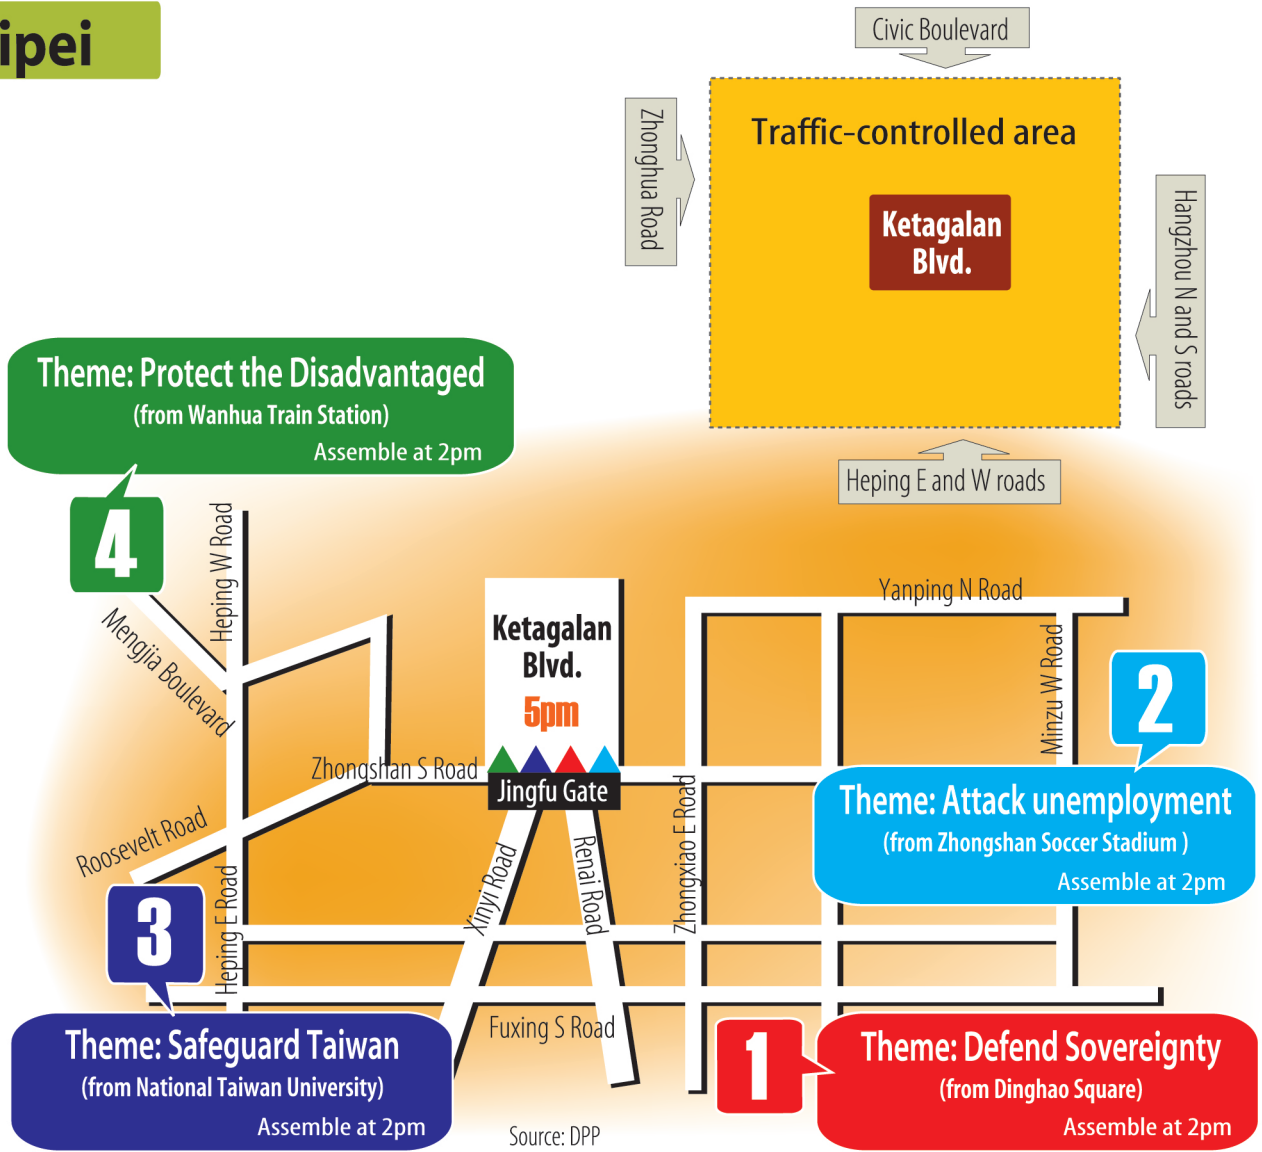 ipei
Civic Boulevard
Zhonghua Road
Traffic-controlled area
Ketagalan
Blvd.
Hangzhou N and S roads
Heping E and W roads
Theme: Protect the Disadvantaged
(from Wanhua Train Station)
Assemble at 2pm
4
Heping W Road
Mengjia Boulevard
Ketagalan
Blvd.
5pm
Jingfu Gate
Yanping N Road
Minzu W Road
2
Theme: Attack unemployment
(from Zhongshan Soccer Stadium )
Assemble at 2pm
Zhongshan S Road
Roosevelt Road
Heping E Road
Xinyi Road
Renai Road
Zhongxiao E Road
3
Theme: Safeguard Taiwan
(from National Taiwan University)
Assemble at 2pm
Fuxing S Road
1
Theme: Defend Sovereignty
(from Dinghao Square)
Assemble at 2pm
Source: DPP